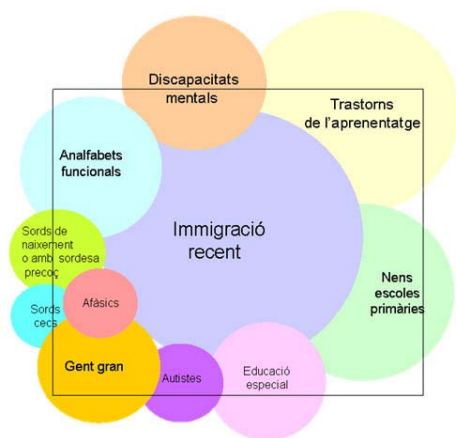 Discapacitats
mentals
Trastorns
de l'aprenentatge
Analfabets
funcionals
Immigració
recent
Sords de
naixement
o amb sordesa
precoç
Nens
escoles
primàries
Afàsics
Sords
cecs
Gent gran
Autistes
Educació
especial